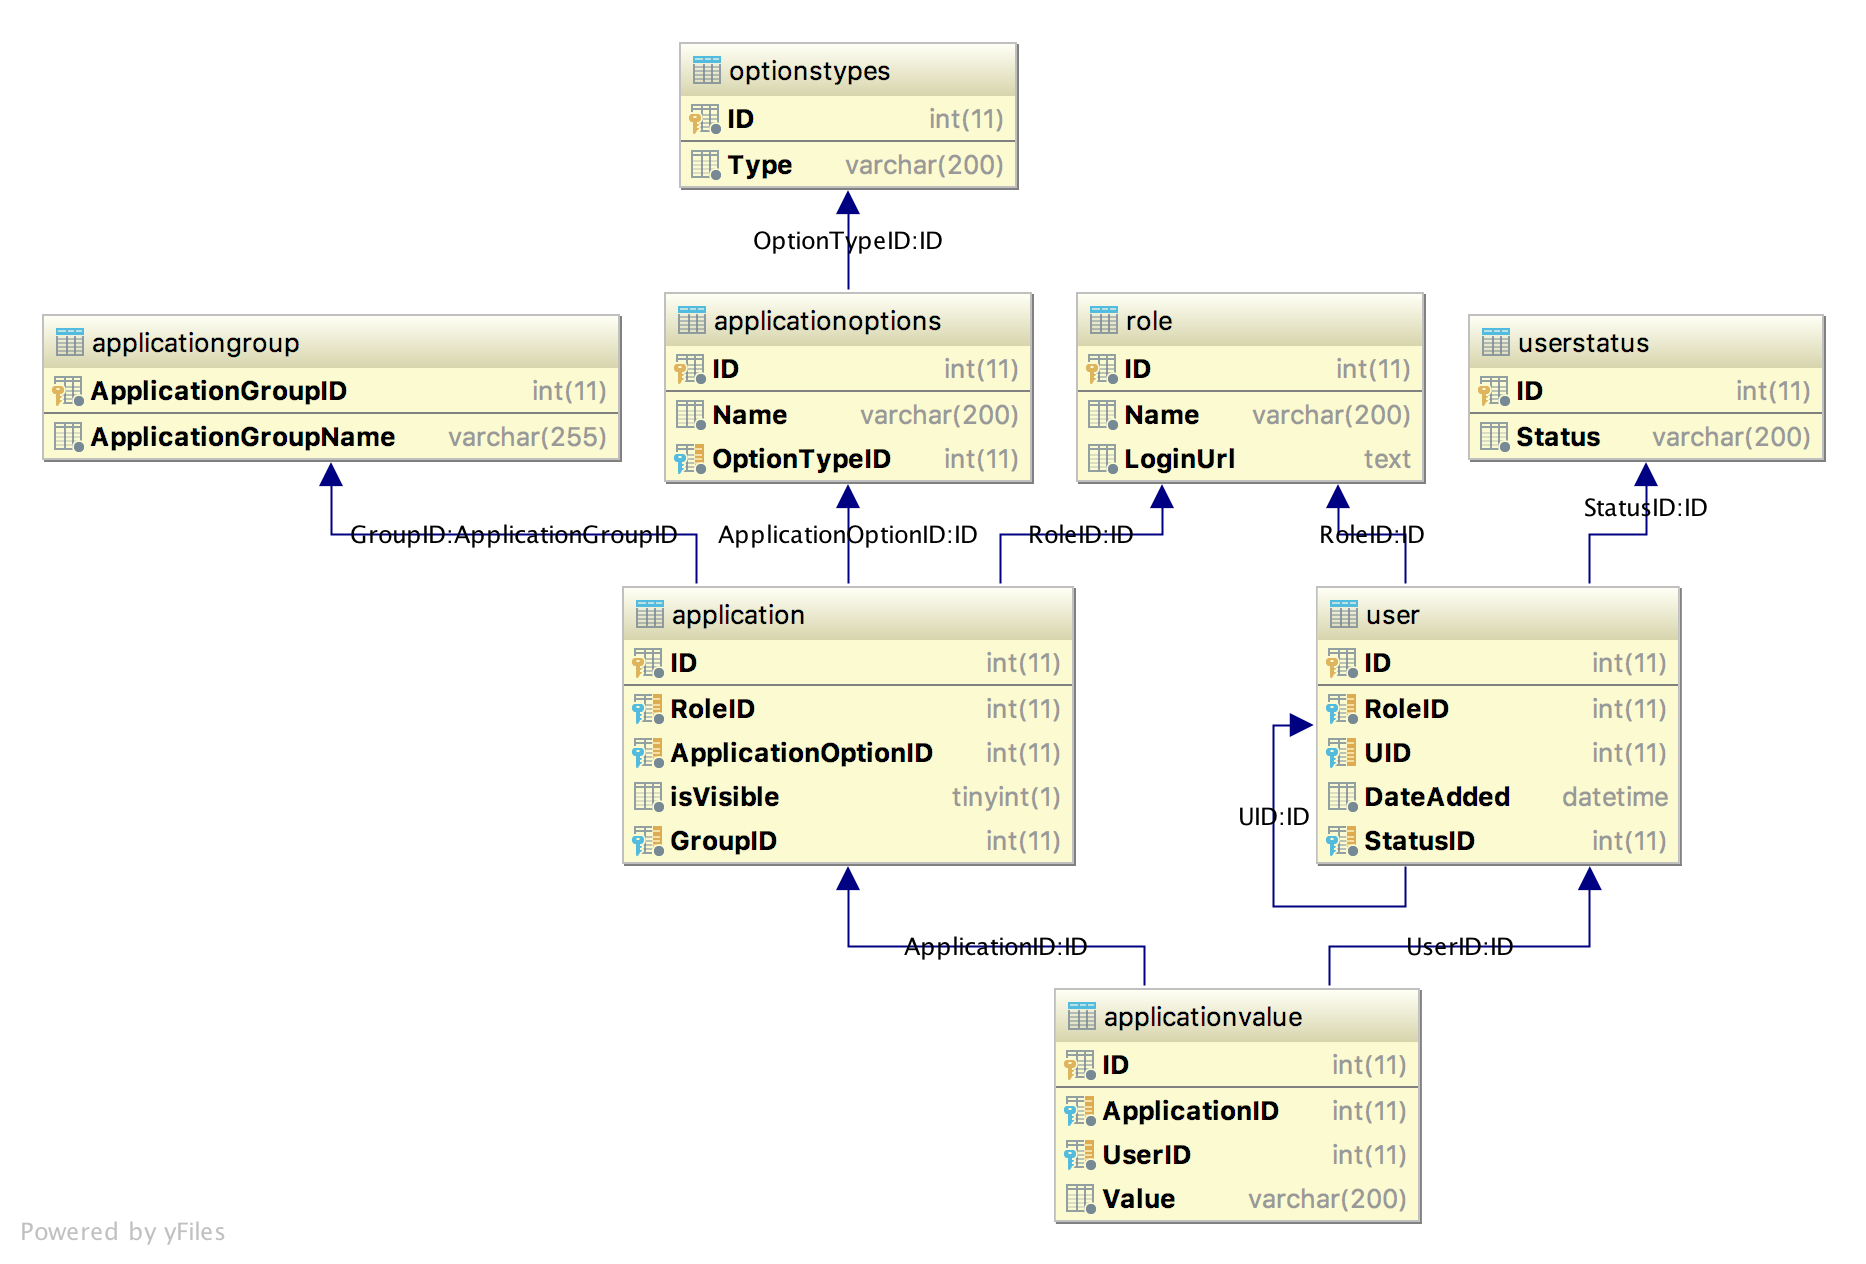 optionstypes
ID int(11)
Type varchar(200)
OptionTypeID:ID
applicationgroup
ApplicationGroupID int(11)
ApplicationGroupName varchar(255)
applicationoptions
ID int(11)
Name varchar(200)
OptionTypeID int(11)
role
ID int(11)
Name varchar(200)
LoginUrl text
userstatus
ID int(11)
Status varchar(200)
GroupID:ApplicationGroupID
ApplicationOptionID:ID
RoleID:ID
RoleID:ID
StatusID:ID
application
ID int(11)
RoleID int(11)
ApplicationOptionID int(11)
isVisible tinyint(1)
GroupID int(11)
user
ID int(11)
RoleID int(11)
UID int(11)
DateAdded datetime
StatusID int(11)
UID:ID
ApplicationID:ID
UserID:ID
applicationvalue
ID int(11)
ApplicationID int(11)
UserID int(11)
Value varchar(200)
Powered by yFiles